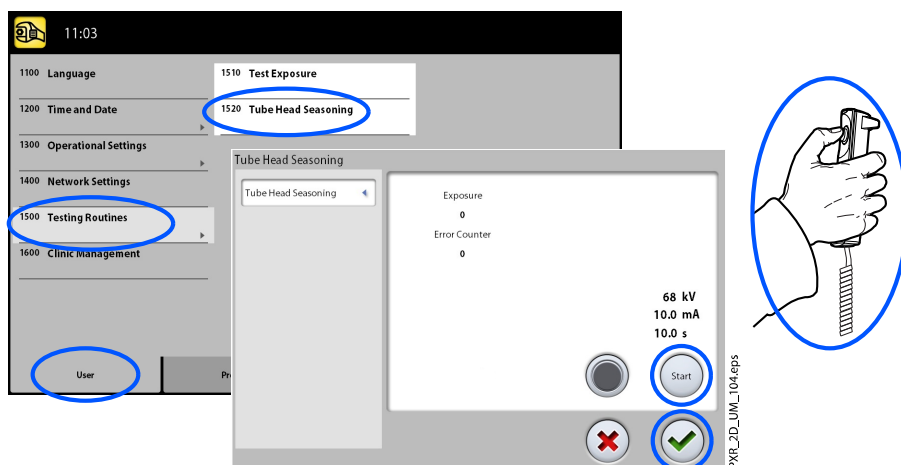 11:03
1100 Language
1200 Time and Date
1300 Operational Settings
1400 Network Settings
1500 Testing Routines
1600 Clinic Management
1510 Test Exposure
1520 Tube Head Seasoning
User
Tube Head Seasoning
Tube Head Seasoning
Exposure
0
Error Counter
0
68 kV
10.0 mA
10.0 s
Start
PXR_2D_UM_104.eps